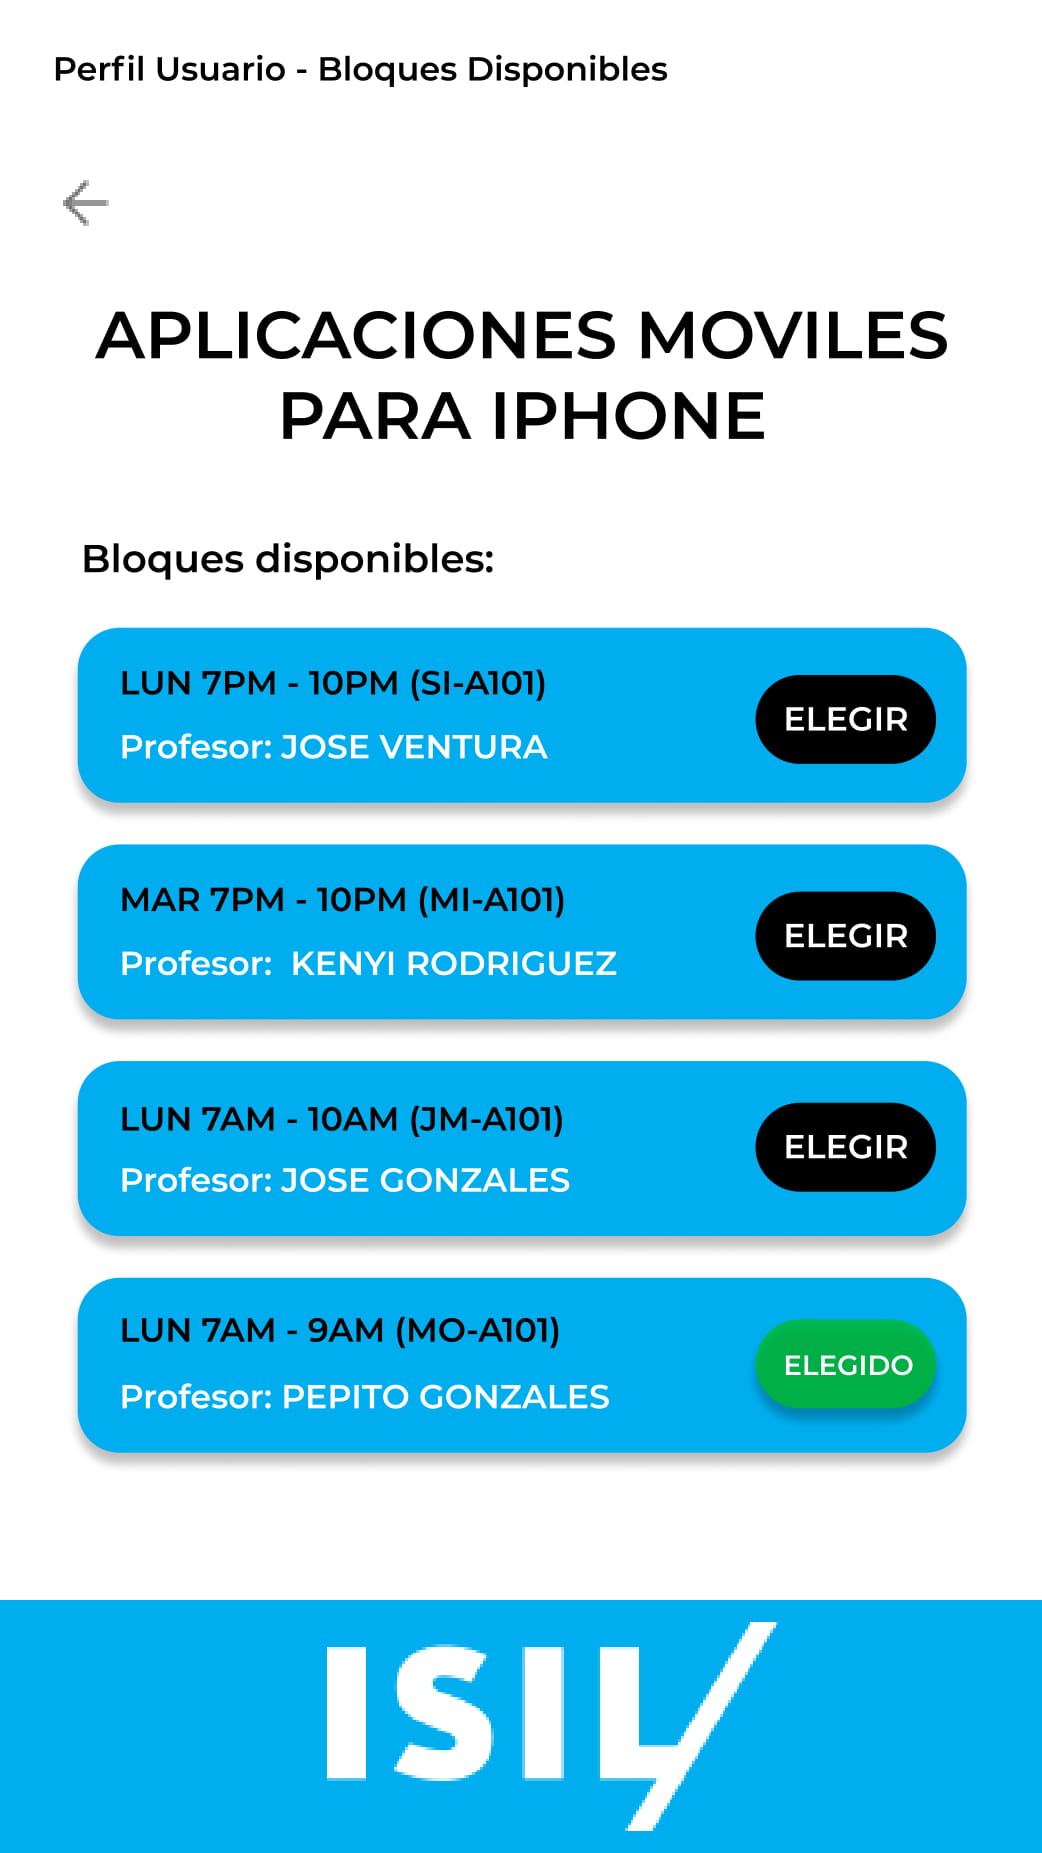 Perfil Usuario - Bloques Disponibles
APLICACIONES MOVILES
PARA IPHONE
Bloques disponibles:
LUN 7PM - 10PM (SI-A101)
Profesor: JOSE VENTURA
ELEGIR
MAR 7PM - 10PM (MI-A101)
Profesor: KENYI RODRIGUEZ
ELEGIR
LUN 7AM - 10AM (JM-A101)
Profesor: JOSE GONZALES
ELEGIR
LUN 7AM - 9AM (MO-A101)
Profesor: PEPITO GONZALES
ELEGIDO
ISIL/